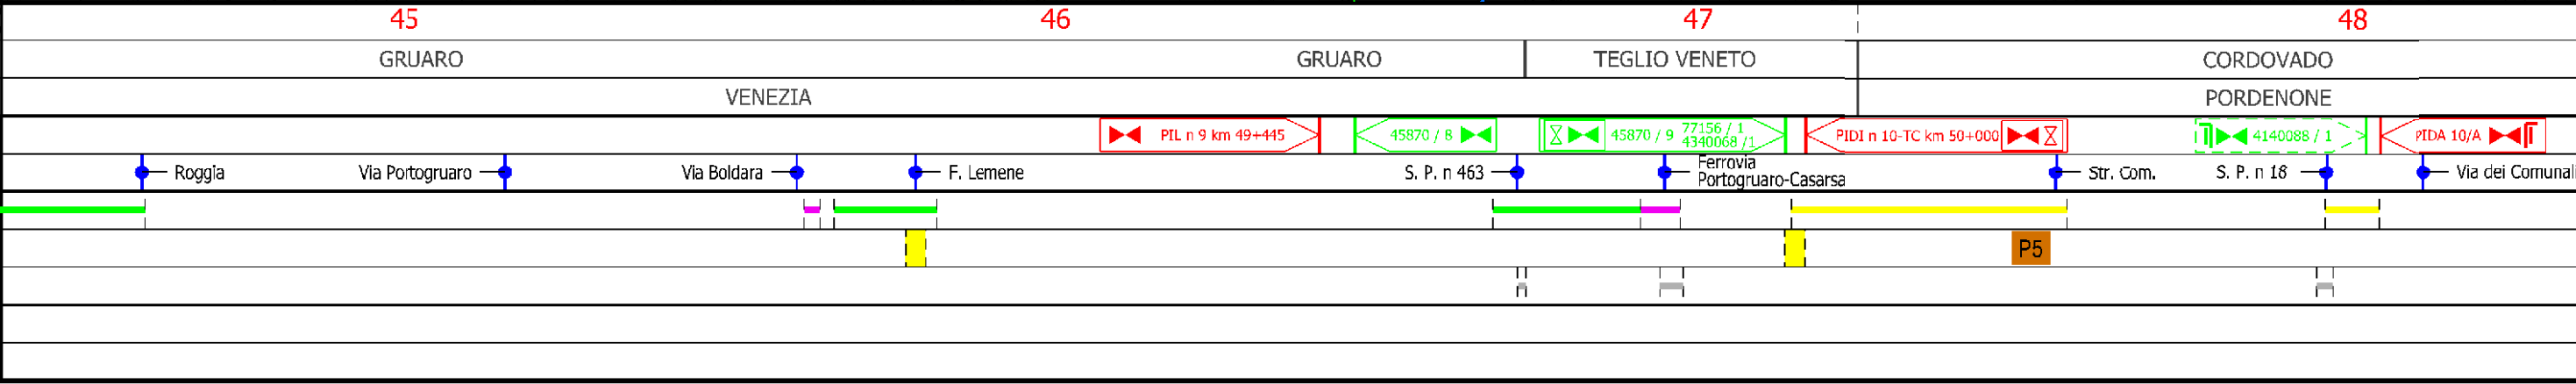 45 46 47 48
GRUARO GRUARO TEGLIO VENETO CORDOVADO
VENEZIA PORDENONE
PIL n 9 km 49+445 45870 / 8 45870 / 9 77156 / 1 PIDI n 10-TC km 50+000 4140088 / 1 PIDA 10/A
4340068 /1
Roggia Via Portogruaro Via Boldara F. Lemene S. P. n 463 Ferrovia Str. Com. S. P. n 18 Via dei Comunali
Portogruaro-Casarsa
P5